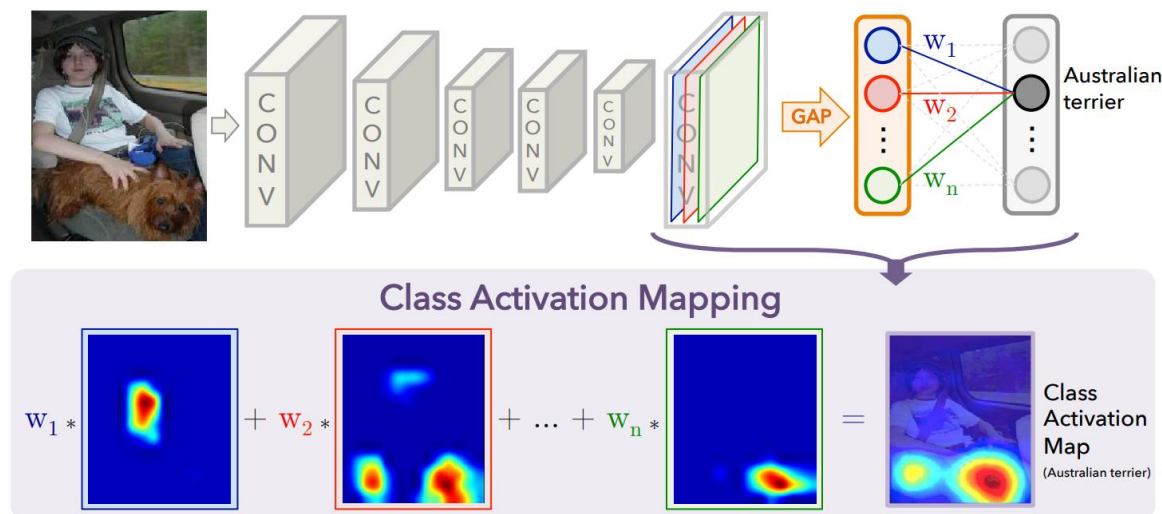 CONV
CONV
CONV
CONV
CONV
CONV
GAP
w1
w2
⋮
wn
⋮
Australian
terrier
Class Activation Mapping
w1 *
+ w2 *
+ ... + wn *
=
Class
Activation
Map
(Australian terrier)